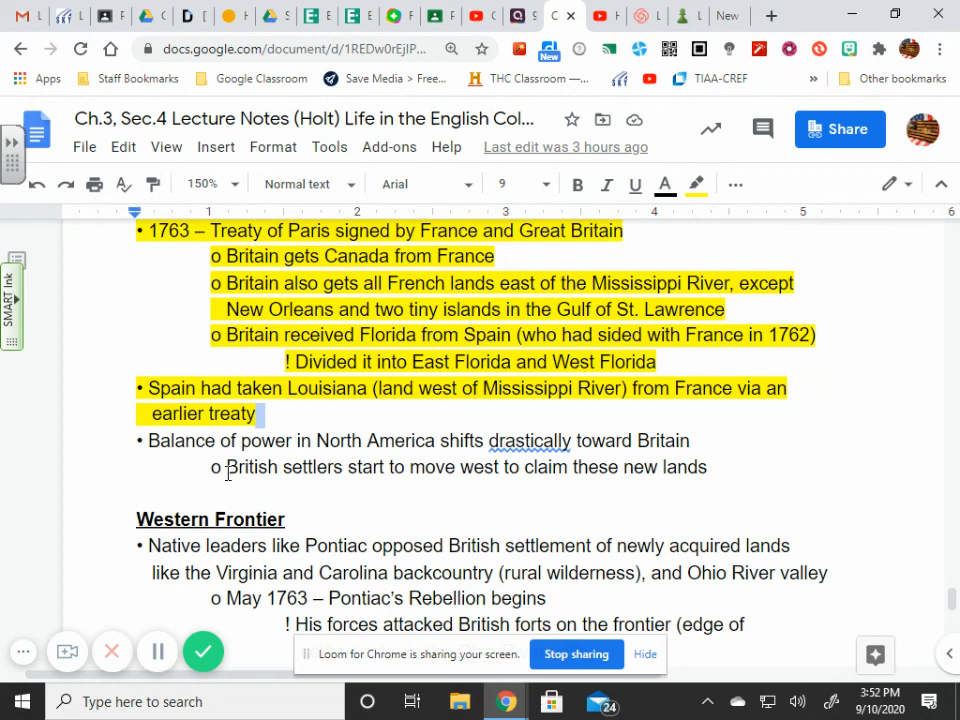 New
docs.google.com/document/d/1REDw0rEjIP...
New
Apps
Staff Bookmarks
Google Classroom
Save Media > Free...
THC Classroom —...
TIAA-CREF
»
Other bookmarks
Ch.3, Sec.4 Lecture Notes (Holt) Life in the English Col...
Share
File Edit View Insert Format Tools Add-ons Help Last edit was 3 hours ago
150% Normal text Arial 9 B I U A
1 2 3 4 5 6
SMART Ink
• 1763 – Treaty of Paris signed by France and Great Britain
o Britain gets Canada from France
o Britain also gets all French lands east of the Mississippi River, except
New Orleans and two tiny islands in the Gulf of St. Lawrence
o Britain received Florida from Spain (who had sided with France in 1762)
! Divided it into East Florida and West Florida
• Spain had taken Louisiana (land west of Mississippi River) from France via an
earlier treaty
• Balance of power in North America shifts drastically toward Britain
o British settlers start to move west to claim these new lands
Western Frontier
• Native leaders like Pontiac opposed British settlement of newly acquired lands
like the Virginia and Carolina backcountry (rural wilderness), and Ohio River valley
o May 1763 – Pontiac's Rebellion begins
! His forces attacked British forts on the frontier (edge of
Loom for Chrome is sharing your screen. Stop sharing Hide
Type here to search
24
3:52 PM
9/10/2020